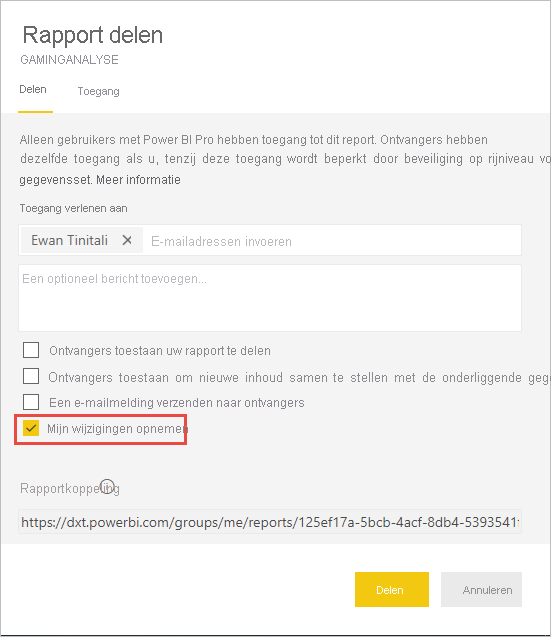 Rapport delen
GAMINGANALYSE
Delen Toegang
Alleen gebruikers met Power BI Pro hebben toegang tot dit report. Ontvangers hebben
dezelfde toegang als u, tenzij deze toegang wordt beperkt door beveiliging op rijniveau vo
gegevensset. Meer informatie
Toegang verlenen aan
Ewan Tinitali E-mailadressen invoeren
Een optioneel bericht toevoegen...
Ontvangers toestaan uw rapport te delen
Ontvangers toestaan om nieuwe inhoud samen te stellen met de onderliggende geg
Een e-mailmelding verzenden naar ontvangers
Mijn wijzigingen opnemen
Rapportkoppeling
https://dxt.powerbi.com/groups/me/reports/125ef17a-5bcb-4acf-8db4-5393541f
Delen Annuleren